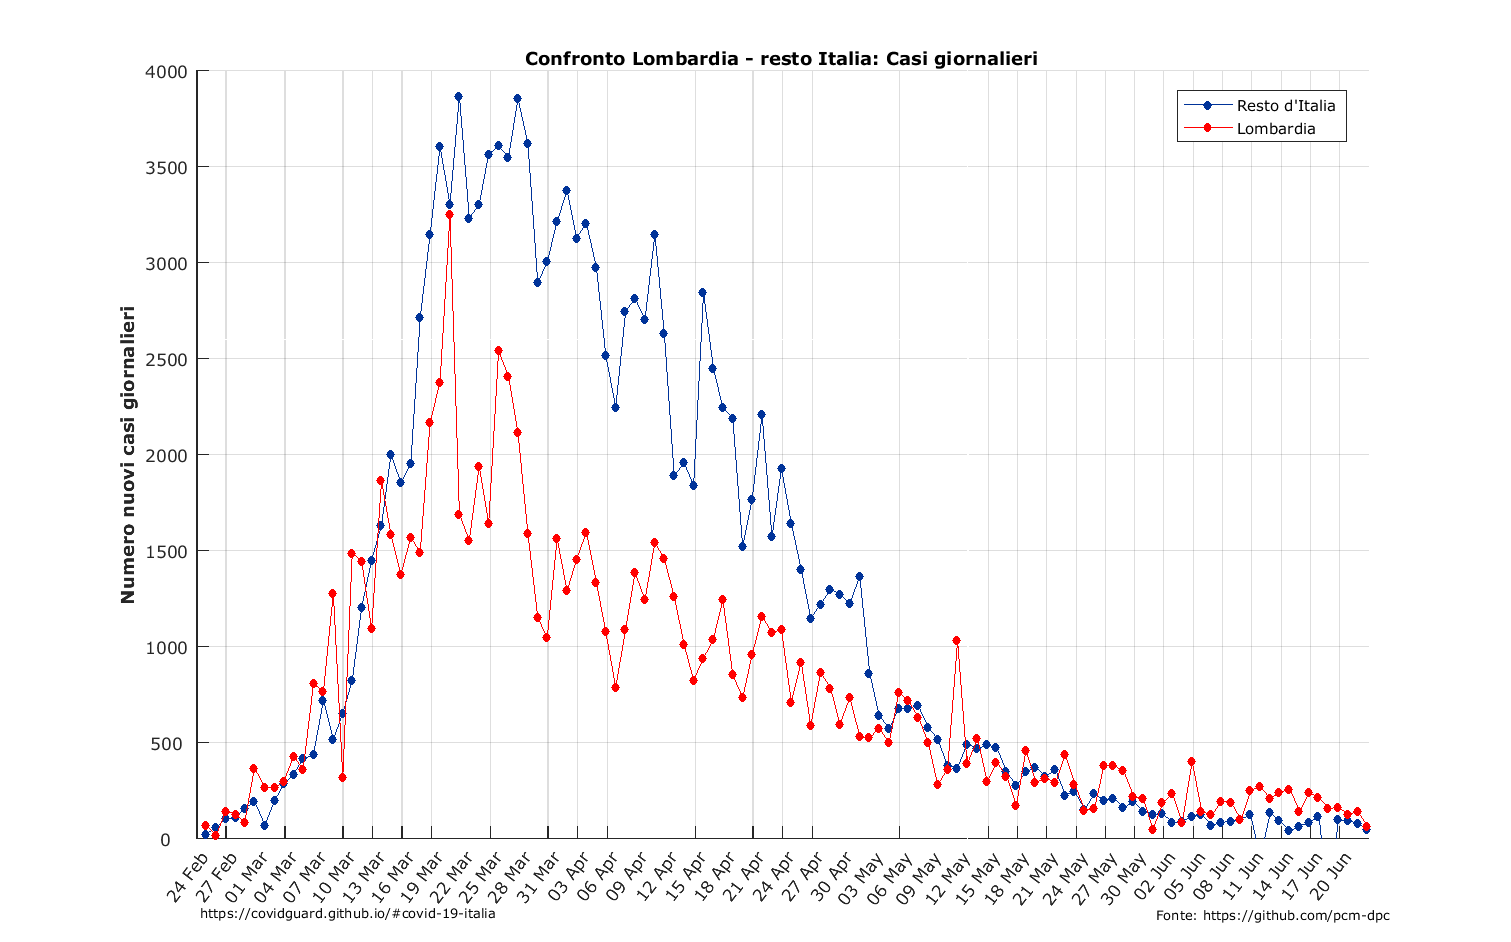 Confronto Lombardia - resto Italia: Casi giornalieri
Resto d'Italia
Lombardia
Numero nuovi casi giornalieri
4000
3500
3000
2500
2000
1500
1000
500
0
24 Feb
27 Feb
01 Mar
04 Mar
07 Mar
10 Mar
13 Mar
16 Mar
19 Mar
22 Mar
25 Mar
28 Mar
31 Mar
03 Apr
06 Apr
09 Apr
12 Apr
15 Apr
18 Apr
21 Apr
24 Apr
27 Apr
30 Apr
03 May
06 May
09 May
12 May
15 May
18 May
21 May
24 May
27 May
30 May
02 Jun
05 Jun
08 Jun
11 Jun
14 Jun
17 Jun
20 Jun
https://covidguard.github.io/#covid-19-italia
Fonte: https://github.com/pcm-dpc